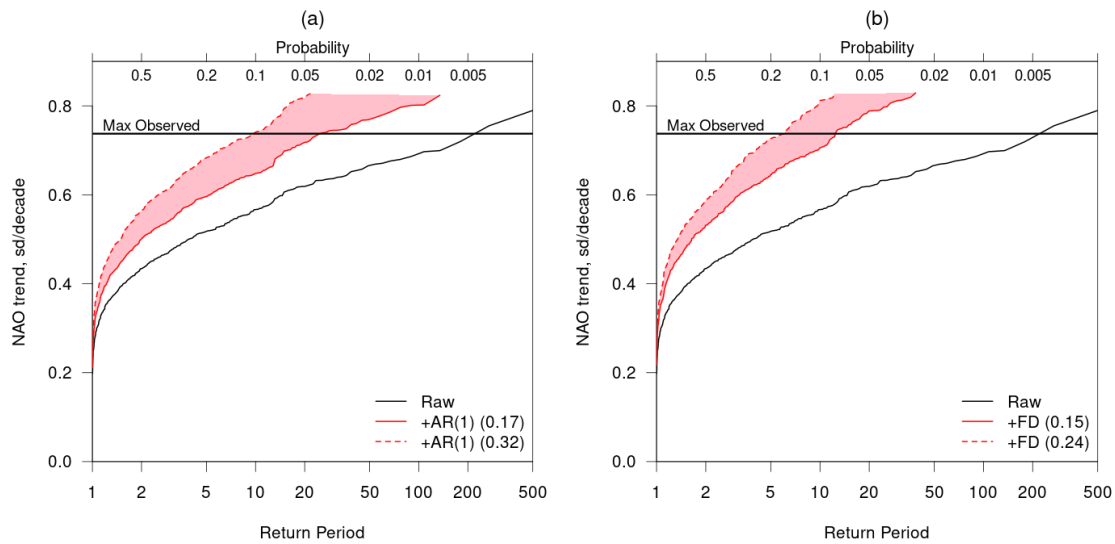 (a)
Probability
0.5 0.2 0.1 0.05 0.02 0.01 0.005
Max Observed
NAO trend, sd/decade
0.8
0.6
0.4
0.2
0.0
Raw
+AR(1) (0.17)
+AR(1) (0.32)
1 2 5 10 20 50 100 200 500
Return Period
(b)
Probability
0.5 0.2 0.1 0.05 0.02 0.01 0.005
Max Observed
NAO trend, sd/decade
0.8
0.6
0.4
0.2
0.0
Raw
+FD (0.15)
+FD (0.24)
1 2 5 10 20 50 100 200 500
Return Period